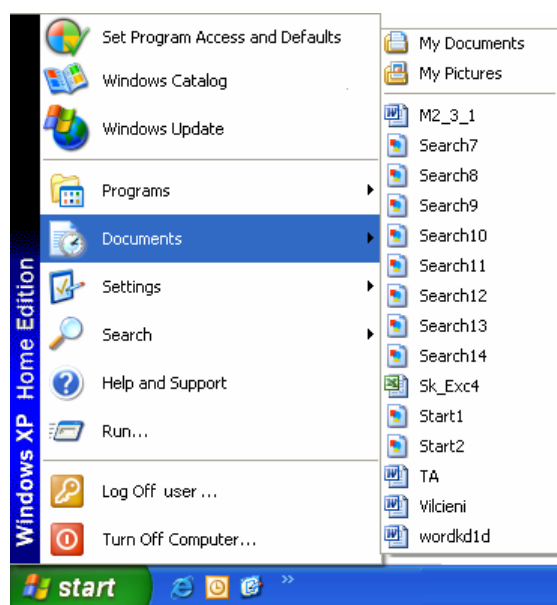 Set Program Access and Defaults
Windows Catalog
Windows Update
Programs
Documents
Settings
Search
Help and Support
Run...
Log Off user ...
Turn Off Computer...
Windows XP Home Edition
My Documents
My Pictures
M2_3_1
Search7
Search8
Search9
Search10
Search11
Search12
Search13
Search14
Sk_Exc4
Start1
Start2
TA
Vilcieni
wordkd1d
start